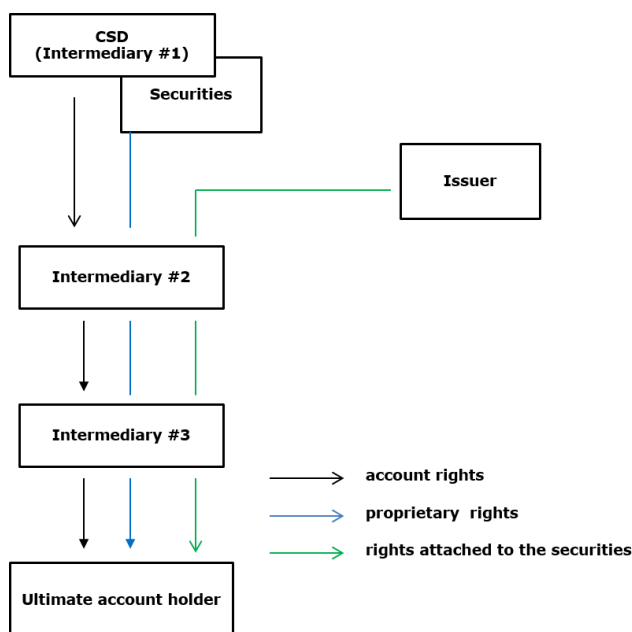 CSD
(Intermediary #1)
Securities
Issuer
Intermediary #2
Intermediary #3
account rights
proprietary rights
rights attached to the securities
Ultimate account holder